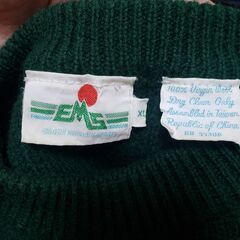 EMS
XL
100% Virgin Wool
Dry Clean Only
Assembled in Taiwan
Republic of China